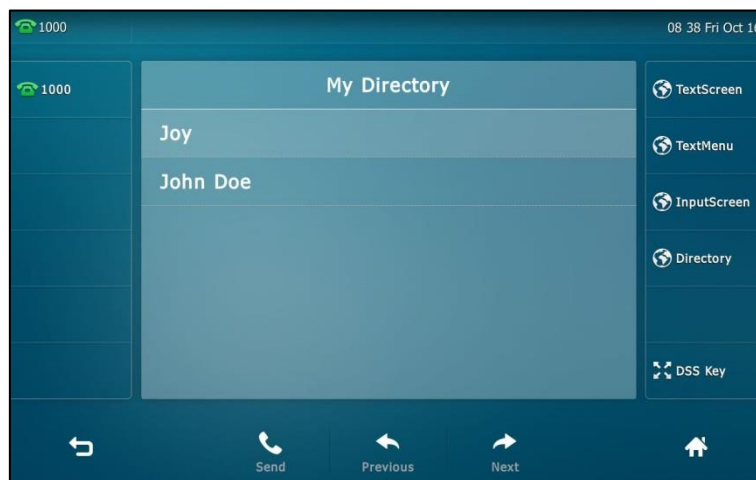 1000
08 38 Fri Oct
1000
My Directory
Joy
John Doe
TextScreen
TextMenu
InputScreen
Directory
DSS Key
Send
Previous
Next